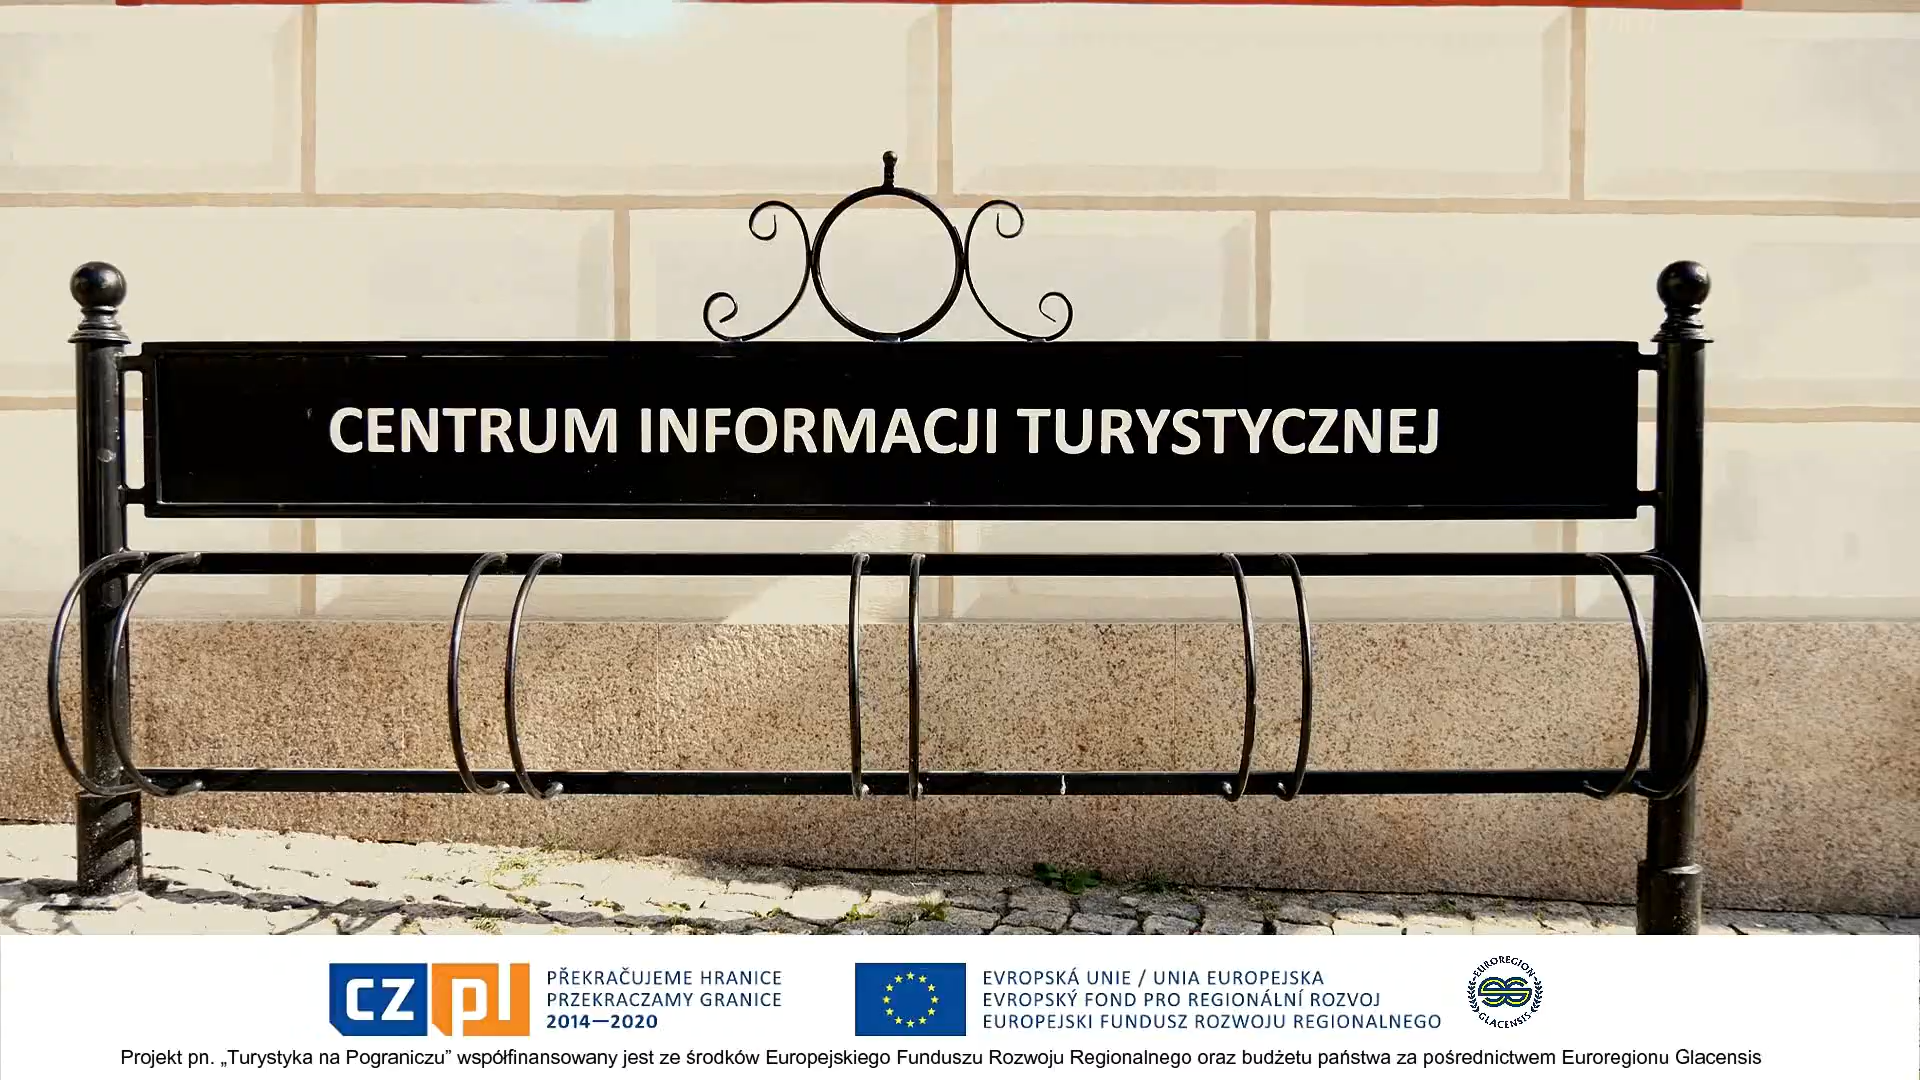 CENTRUM INFORMACJI TURYSTYCZNEJ
cz pl
PŘEKRAČUJEME HRANICE
PRZEKRACZAMY GRANICE
2014—2020
EVROPSKÁ UNIE / UNIA EUROPEJSKA
EVROPSKÝ FOND PRO REGIONÁLNÍ ROZVOJ
EUROPEJSKI FUNDUSZ ROZWOJU REGIONALNEGO
EUROREGION
GLACENSIS
Projekt pn. „Turystyka na Pograniczu” współfinansowany jest ze środków Europejskiego Funduszu Rozwoju Regionalnego oraz budżetu państwa za pośrednictwem Euroregionu Glacensis